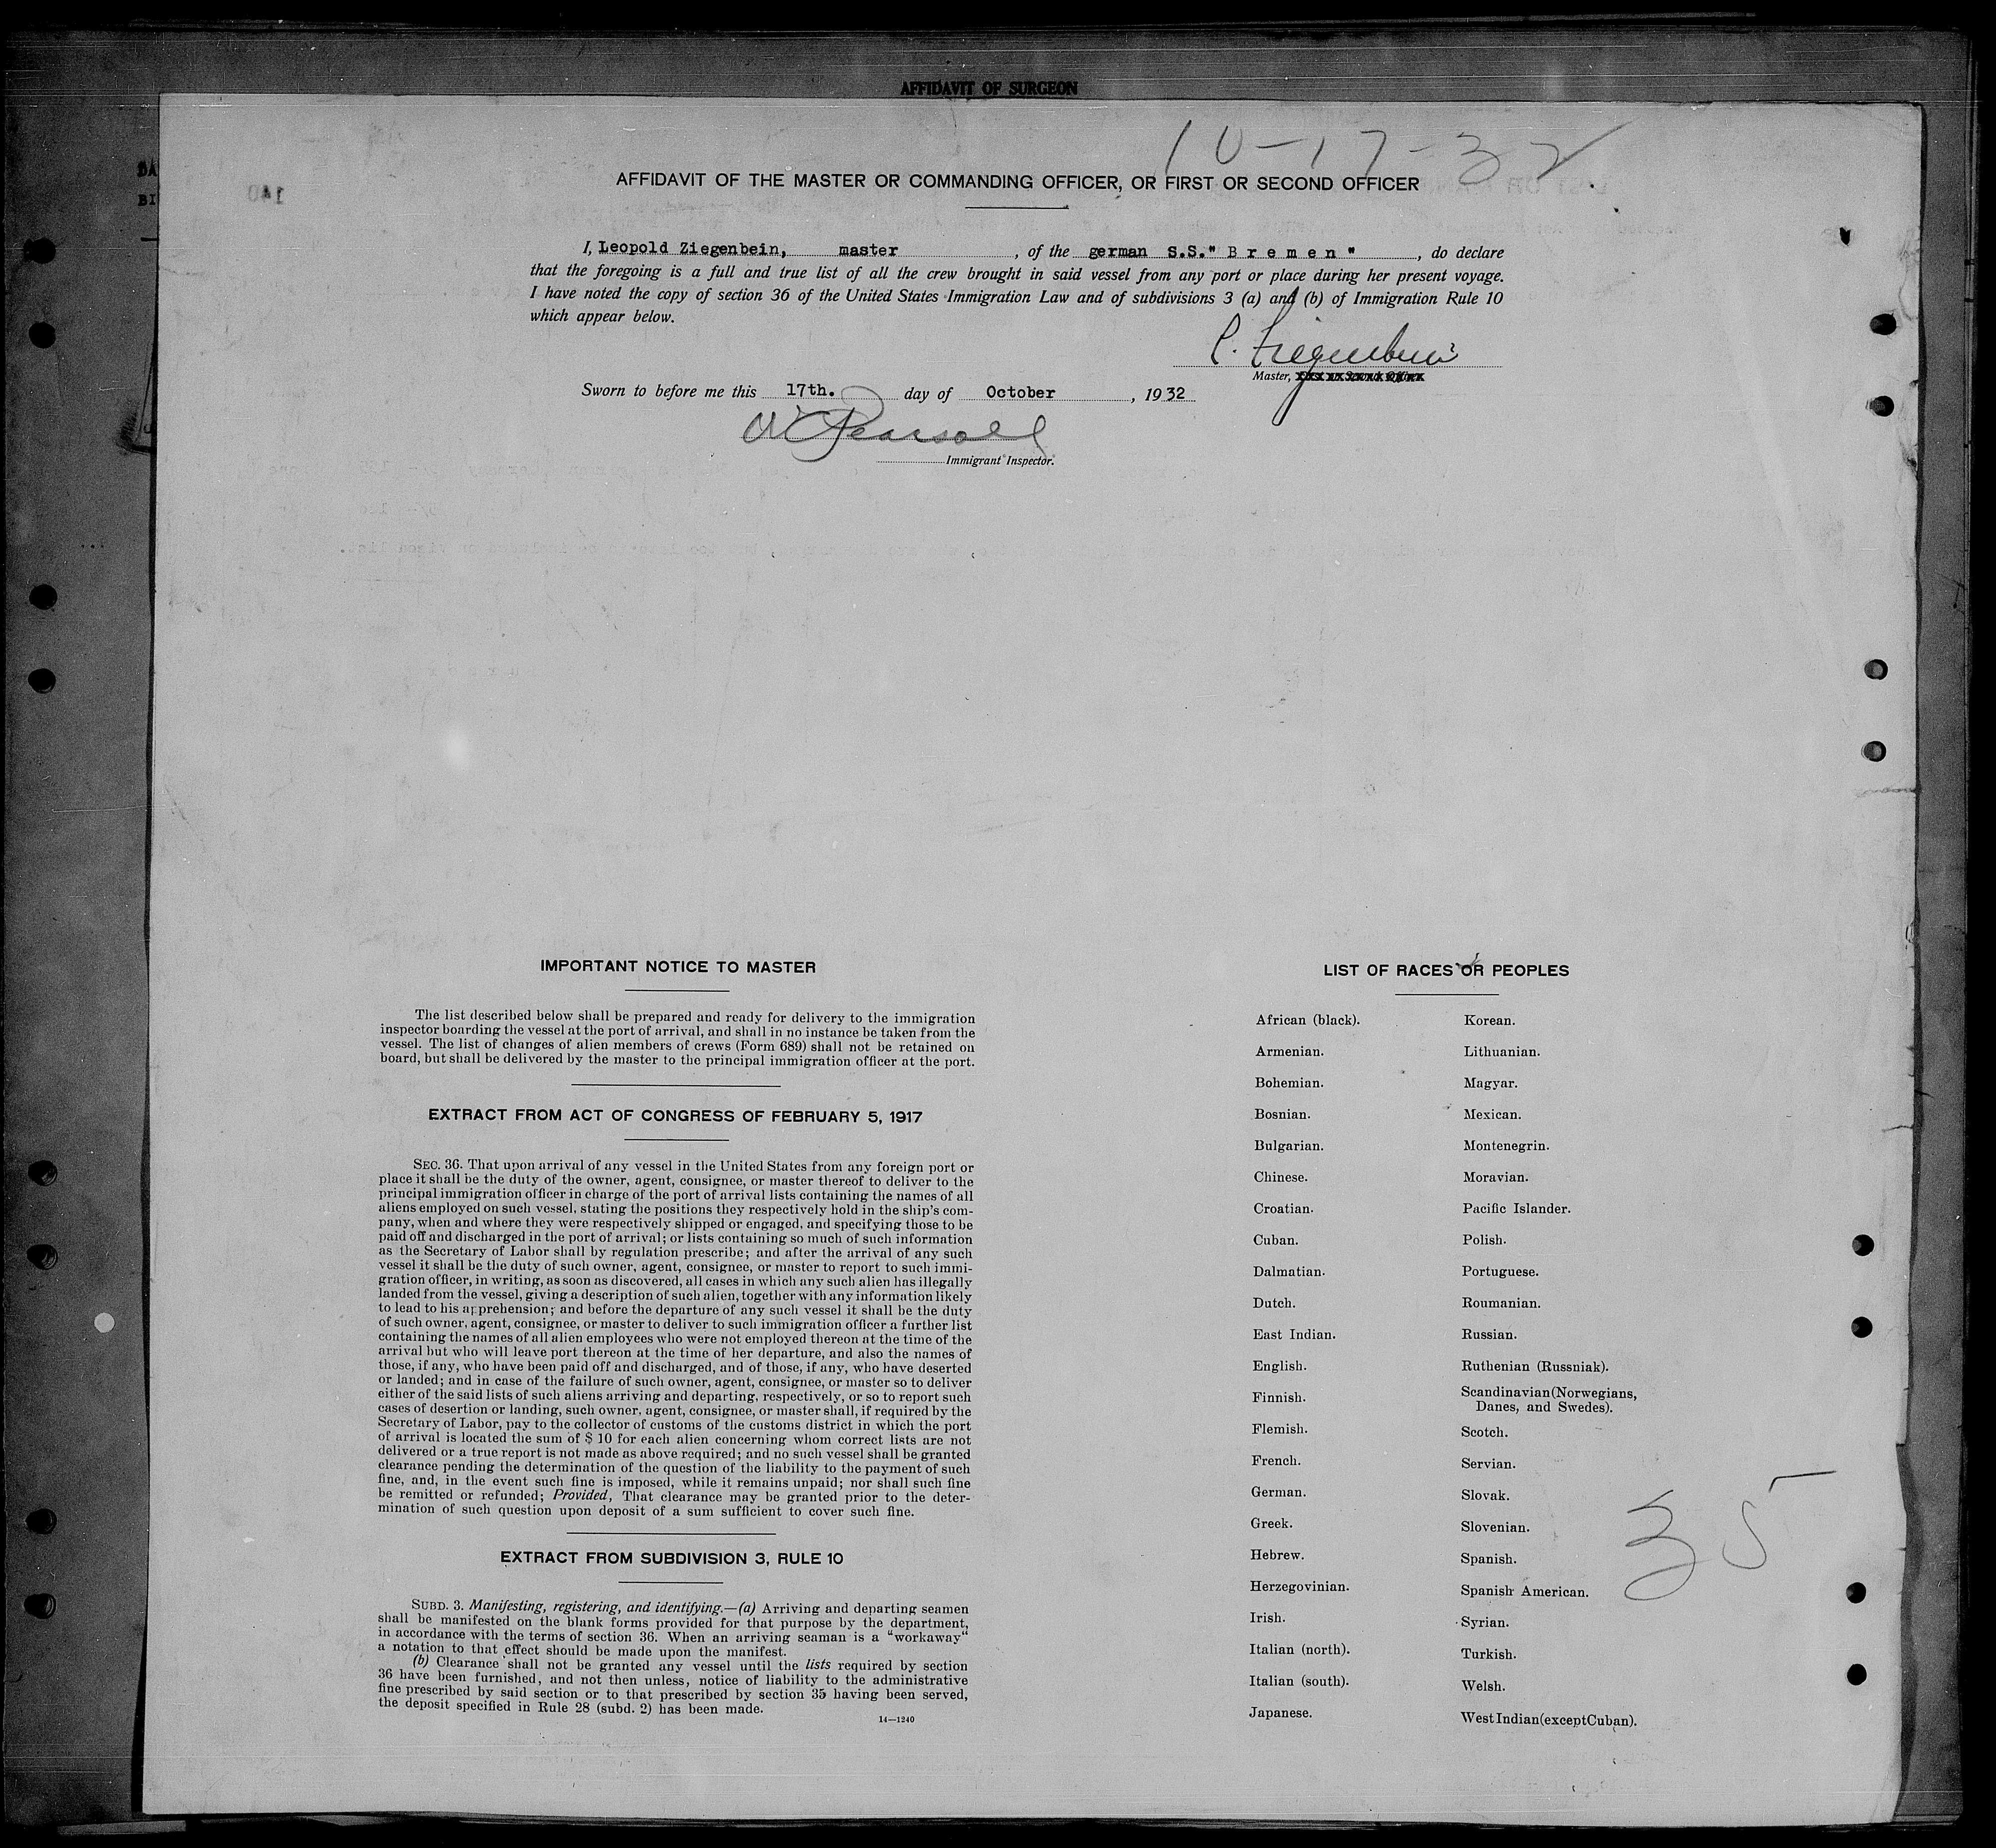 AFFIDAVIT OF SURGEON
10-17-32
AFFIDAVIT OF THE MASTER OR COMMANDING OFFICER, OR FIRST OR SECOND OFFICER
I, Leopold Ziegenbein, master, of the german S.S."Bremen", do declare
that the foregoing is a full and true list of all the crew brought in said vessel from any port or place during her present voyage.
I have noted the copy of section 36 of the United States Immigration Law and of subdivisions 3 (a) and (b) of Immigration Rule 10
which appear below.
L. Ziegenbein
Master,
Sworn to before me this 17th. day of October, 1932
Pearsall
Immigrant Inspector.
IMPORTANT NOTICE TO MASTER
The list described below shall be prepared and ready for delivery to the immigration
inspector boarding the vessel at the port of arrival, and shall in no instance be taken from the
vessel. The list of changes of alien members of crews (Form 689) shall not be retained on
board, but shall be delivered by the master to the principal immigration officer at the port.
EXTRACT FROM ACT OF CONGRESS OF FEBRUARY 5, 1917
SEC. 36. That upon arrival of any vessel in the United States from any foreign port or
place it shall be the duty of the owner, agent, consignee, or master thereof to deliver to the
principal immigration officer in charge of the port of arrival lists containing the names of all
aliens employed on such vessel, stating the positions they respectively hold in the ship's com-
pany, when and where they were respectively shipped or engaged, and specifying those to be
paid off and discharged in the port of arrival; or lists containing so much of such information
as the Secretary of Labor shall by regulation prescribe; and after the arrival of any such
vessel it shall be the duty of such owner, agent, consignee, or master to report to such immi-
gration officer, in writing, as soon as discovered, all cases in which any such alien has illegally
landed from the vessel, giving a description of such alien, together with any information likely
to lead to his apprehension; and before the departure of any such vessel it shall be the duty
of such owner, agent, consignee, or master to deliver to such immigration officer a further list
containing the names of all alien employees who were not employed thereon at the time of the
arrival but who will leave port thereon at the time of her departure, and also the names of
those, if any, who have been paid off and discharged, and of those, if any, who have deserted
or landed; and in case of the failure of such owner, agent, consignee, or master so to deliver
either of the said lists of such aliens arriving and departing, respectively, or so to report such
cases of desertion or landing, such owner, agent, consignee, or master shall, if required by the
Secretary of Labor, pay to the collector of customs of the customs district in which the port
of arrival is located the sum of $ 10 for each alien concerning whom correct lists are not
delivered or a true report is not made as above required; and no such vessel shall be granted
clearance pending the determination of the question of the liability to the payment of such
fine, and, in the event such fine is imposed, while it remains unpaid; nor shall such fine
be remitted or refunded; Provided, That clearance may be granted prior to the deter-
mination of such question upon deposit of a sum sufficient to cover such fine.
EXTRACT FROM SUBDIVISION 3, RULE 10
SUBD. 3. Manifesting, registering, and identifying.—(a) Arriving and departing seamen
shall be manifested on the blank forms provided for that purpose by the department,
in accordance with the terms of section 36. When an arriving seaman is a "workaway"
a notation to that effect should be made upon the manifest.
(b) Clearance shall not be granted any vessel until the lists required by section
36 have been furnished, and not then unless, notice of liability to the administrative
fine prescribed by said section or to that prescribed by section 35 having been served,
the deposit specified in Rule 28 (subd. 2) has been made.
14—1240
LIST OF RACES OR PEOPLES
African (black).
Armenian.
Bohemian.
Bosnian.
Bulgarian.
Chinese.
Croatian.
Cuban.
Dalmatian.
Dutch.
East Indian.
English.
Finnish.
Flemish.
French.
German.
Greek.
Hebrew.
Herzegovinian.
Irish.
Italian (north).
Italian (south).
Japanese.
Korean.
Lithuanian.
Magyar.
Mexican.
Montenegrin.
Moravian.
Pacific Islander.
Polish.
Portuguese.
Roumanian.
Russian.
Ruthenian (Russniak).
Scandinavian (Norwegians,
Danes, and Swedes).
Scotch.
Servian.
Slovak.
Slovenian.
Spanish.
Spanish American.
Syrian.
Turkish.
Welsh.
West Indian (except Cuban).
35